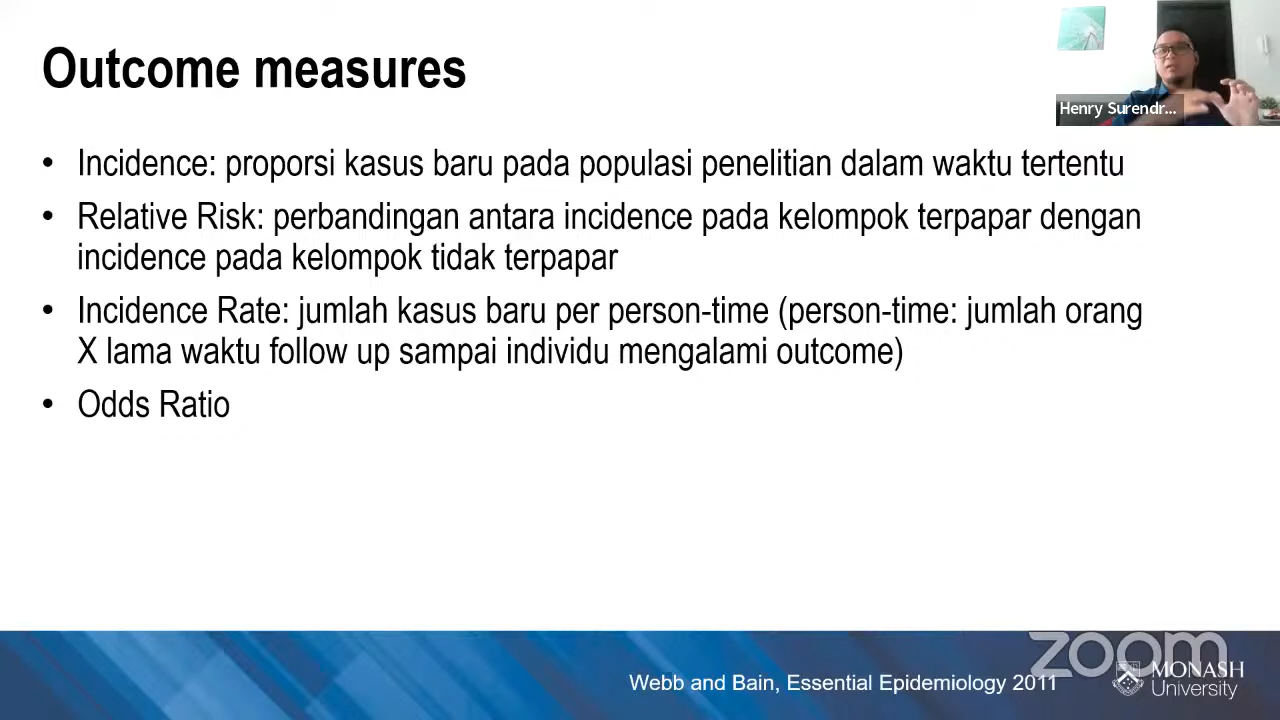 Outcome measures
Henry Surendr...
• Incidence: proporsi kasus baru pada populasi penelitian dalam waktu tertentu
• Relative Risk: perbandingan antara incidence pada kelompok terpapar dengan
incidence pada kelompok tidak terpapar
• Incidence Rate: jumlah kasus baru per person-time (person-time: jumlah orang
X lama waktu follow up sampai individu mengalami outcome)
• Odds Ratio
zoom
Webb and Bain, Essential Epidemiology 2011
MONASH
University